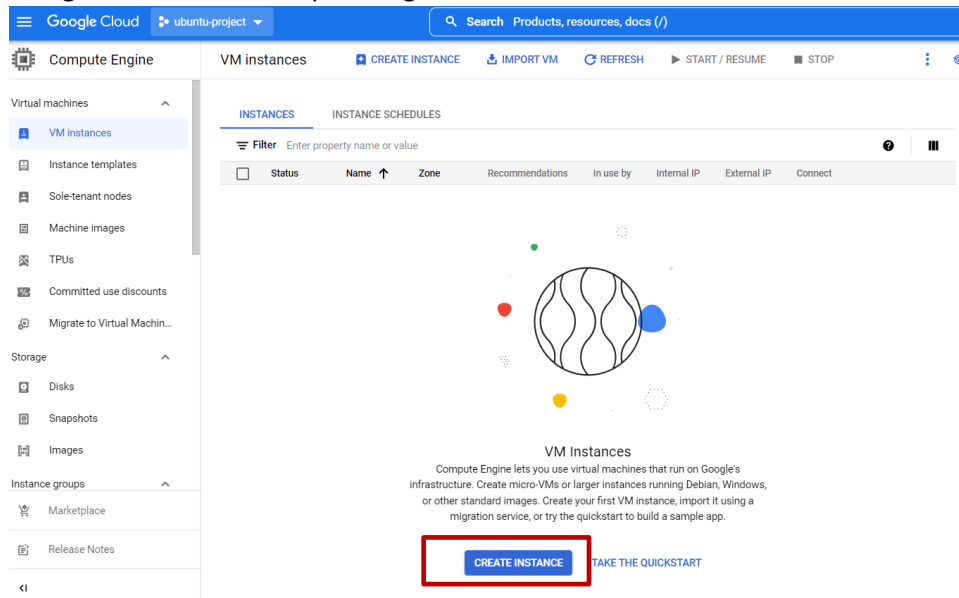 Google Cloud ubuntu-project Search Products, resources, docs (/)
Compute Engine
VM instances CREATE INSTANCE IMPORT VM REFRESH START / RESUME STOP
Virtual machines
VM instances
Instance templates
Sole-tenant nodes
Machine images
TPUs
Committed use discounts
Migrate to Virtual Machin...
Storage
Disks
Snapshots
Images
Instance groups
Marketplace
Release Notes
INSTANCES INSTANCE SCHEDULES
Filter Enter property name or value
Status Name Zone Recommendations In use by Internal IP External IP Connect
VM Instances
Compute Engine lets you use virtual machines that run on Google's
infrastructure. Create micro-VMs or larger instances running Debian, Windows,
or other standard images. Create your first VM instance, import it using a
migration service, or try the quickstart to build a sample app.
CREATE INSTANCE TAKE THE QUICKSTART